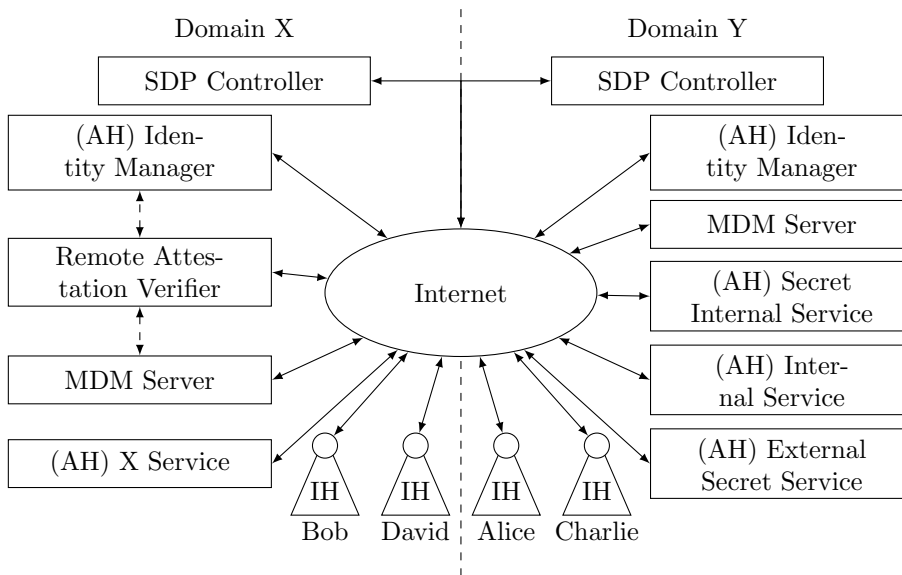 Domain X
Domain Y
SDP Controller
SDP Controller
(AH) Iden-
tity Manager
(AH) Iden-
tity Manager
MDM Server
Remote Attes-
tation Verifier
Internet
(AH) Secret
Internal Service
MDM Server
(AH) Inter-
nal Service
(AH) X Service
(AH) External
Secret Service
IH
IH
IH
IH
Bob
David
Alice
Charlie